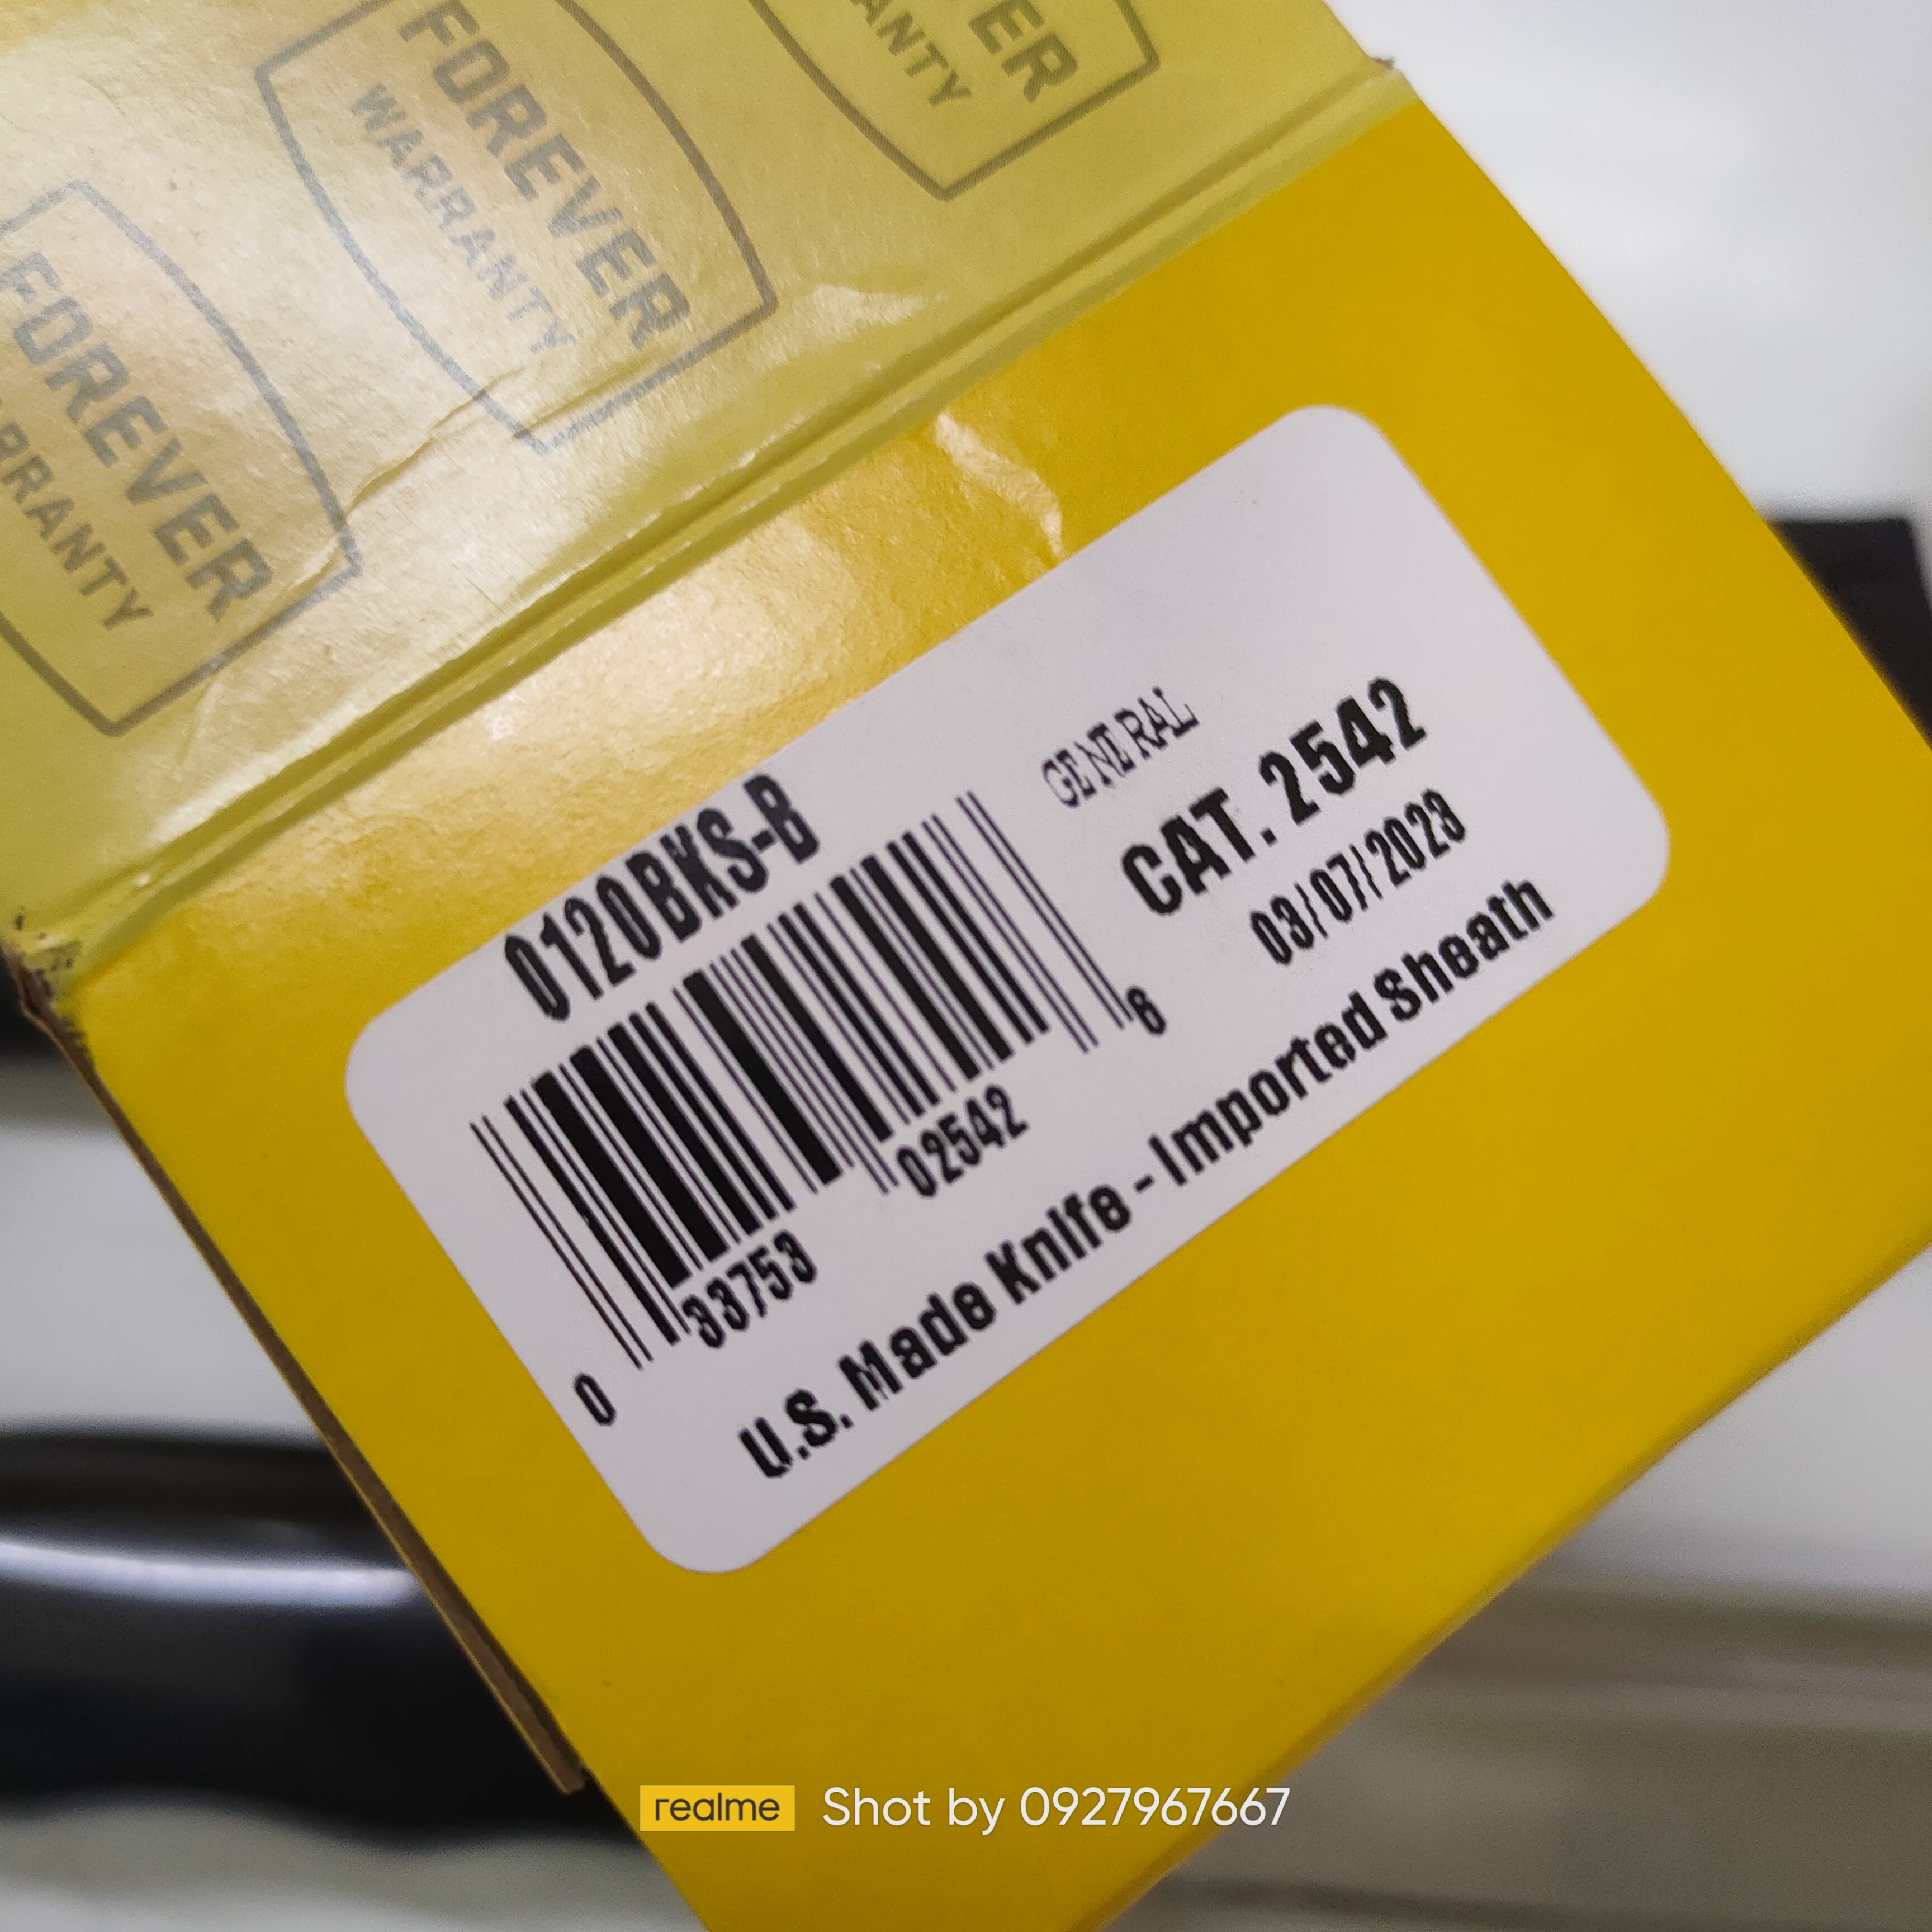 FOREVER
WARRANTY
FOREVER
WARRANTY
0120BKS-B
GENERAL
CAT. 2542
03/07/2023
0 33753 02542 6
U.S. Made Knife - Imported Sheath
realme Shot by 0927967667